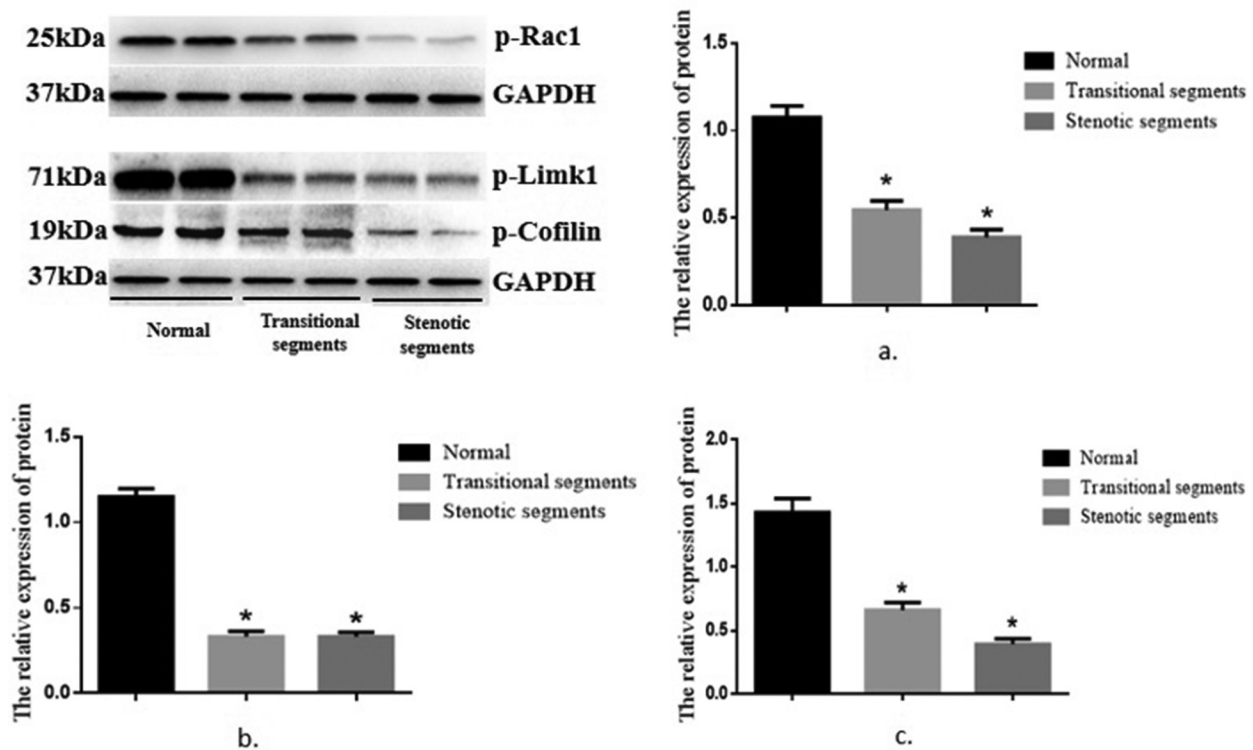 25kDa p-Rac1
37kDa GAPDH
71kDa p-Limk1
19kDa p-Cofilin
37kDa GAPDH
Normal
Transitional
segments
Stenotic
segments
The relative expression of protein
1.5
1.0
0.5
0.0
*
*
Normal
Transitional segments
Stenotic segments
a.
The relative expression of protein
1.5
1.0
0.5
0.0
*
*
Normal
Transitional segments
Stenotic segments
b.
The relative expression of protein
2.0
1.5
1.0
0.5
0.0
*
*
Normal
Transitional segments
Stenotic segments
c.